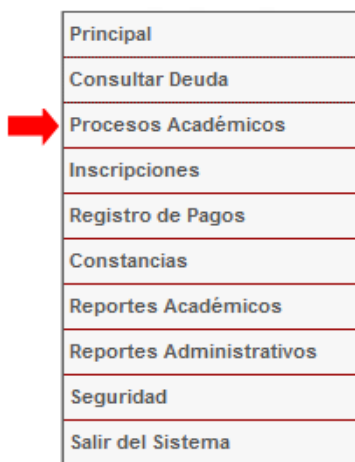 Principal
Consultar Deuda
Procesos Académicos
Inscripciones
Registro de Pagos
Constancias
Reportes Académicos
Reportes Administrativos
Seguridad
Salir del Sistema